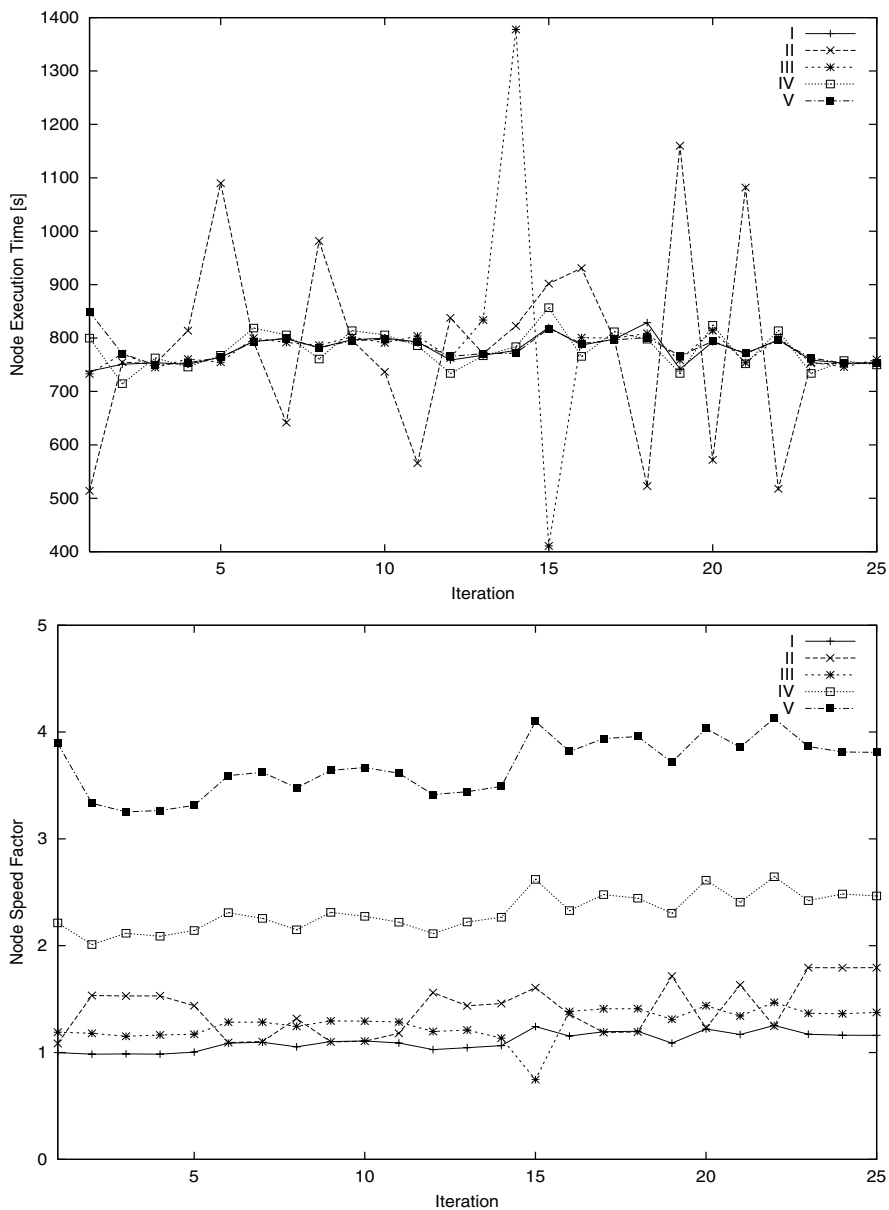 1400
1300
1200
1100
1000
900
800
700
600
500
400
Node Execution Time [s]
I
II
III
IV
V
5
10
15
20
25
Iteration
5
4
3
2
1
0
Node Speed Factor
I
II
III
IV
V
5
10
15
20
25
Iteration